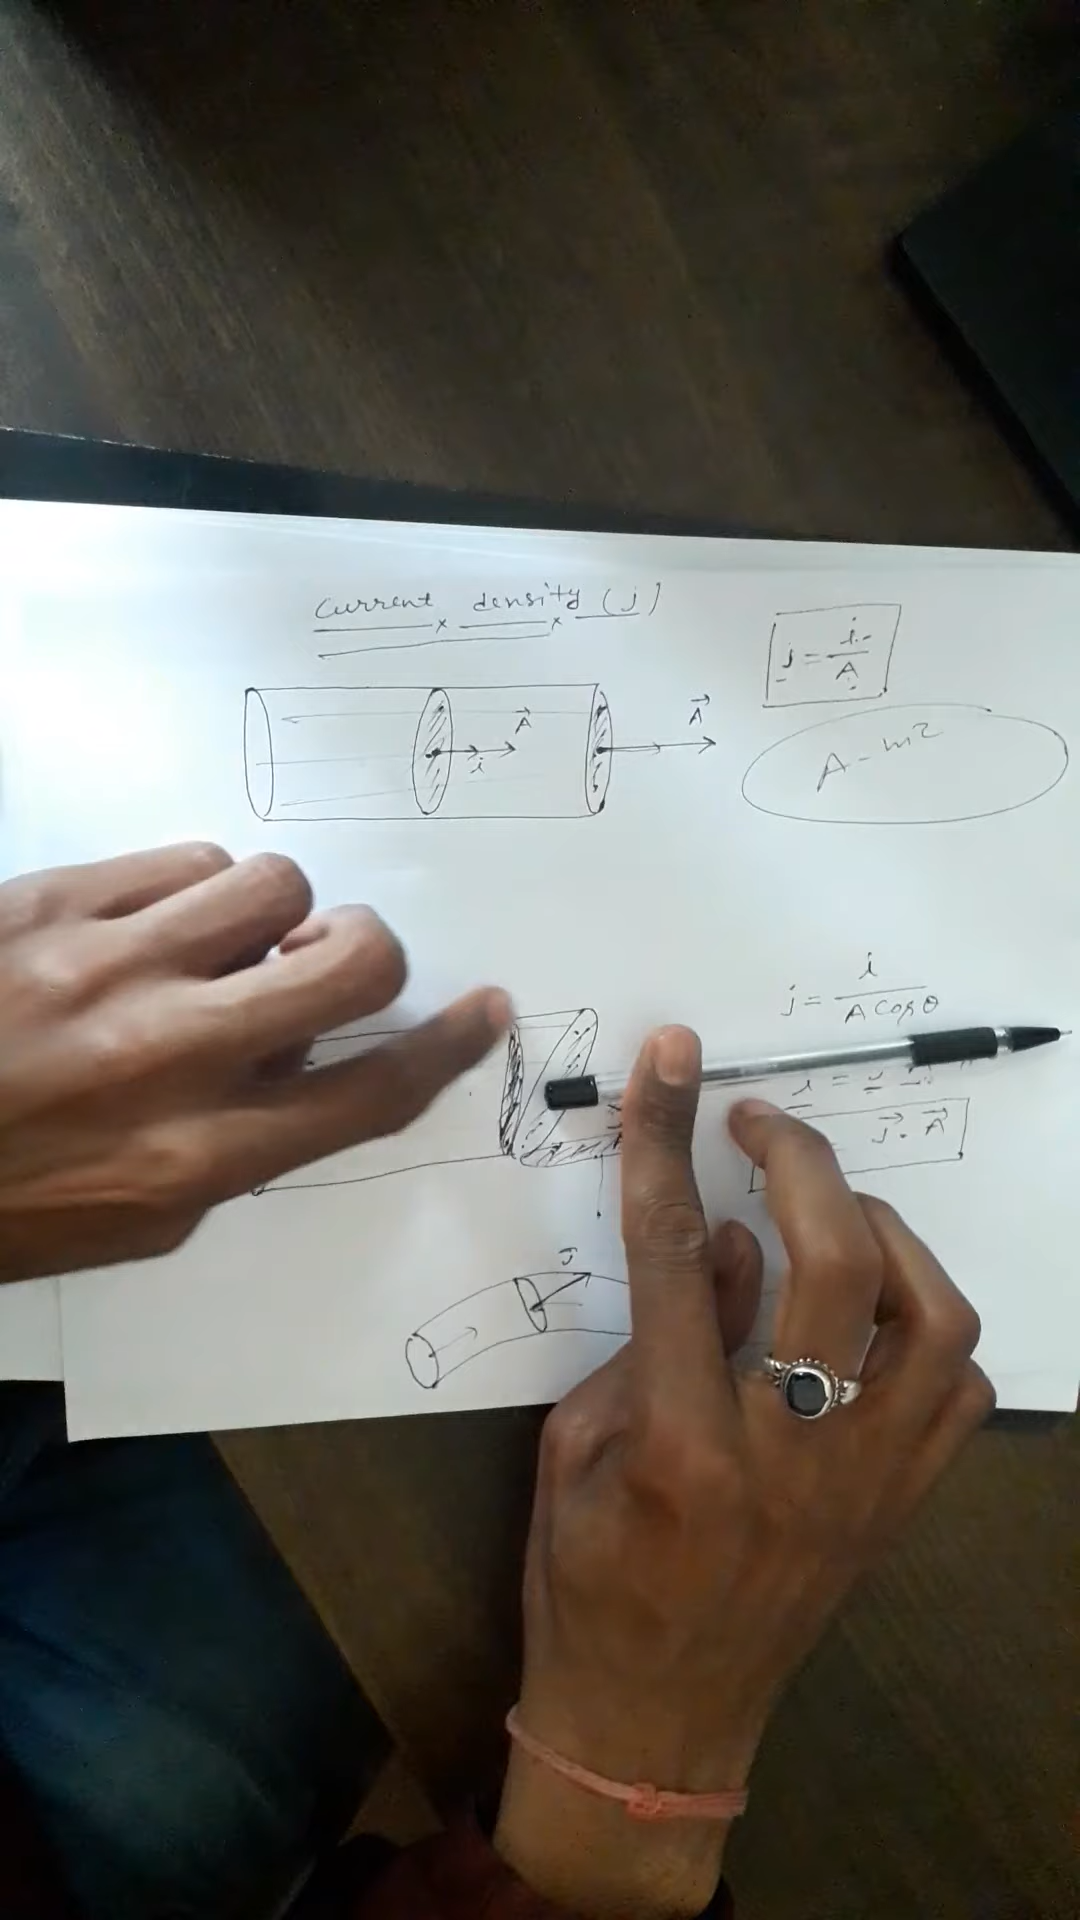 Current density (j)
j = i / A
A⃗
A⃗
i
A-m²
j = i / A cos θ
i =
j⃗ . A⃗
J